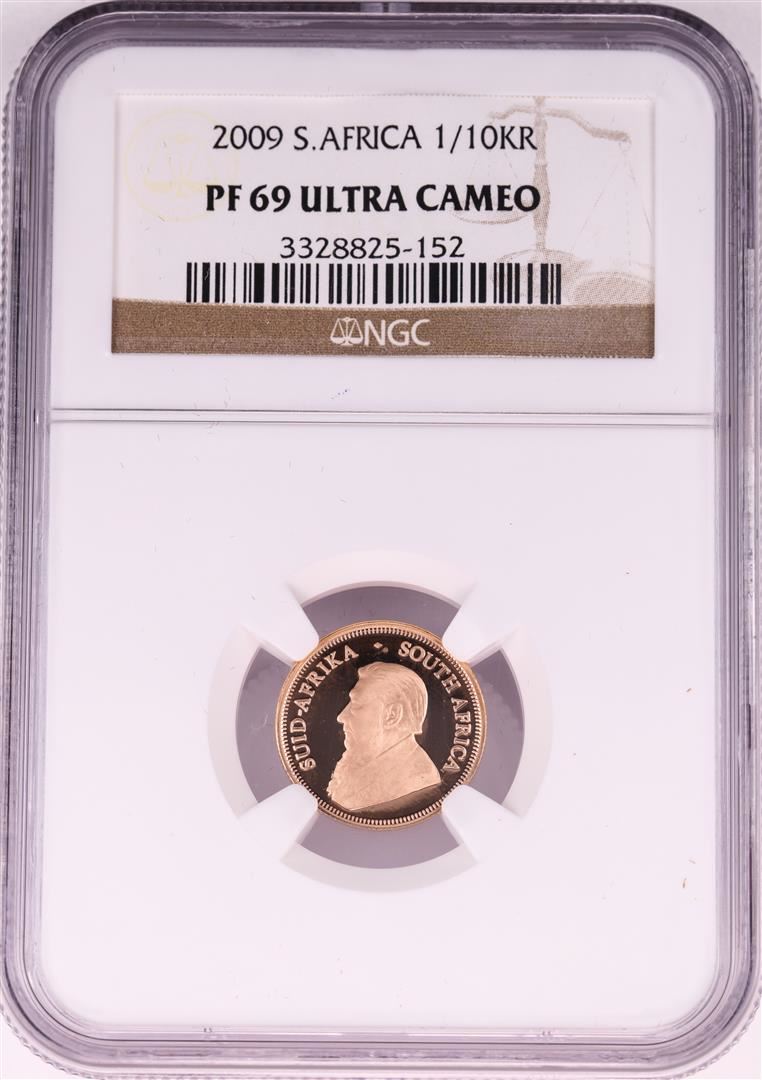 2009 S.AFRICA 1/10KR
PF 69 ULTRA CAMEO
3328825-152
NGC
SUID-AFRIKA SOUTH AFRICA